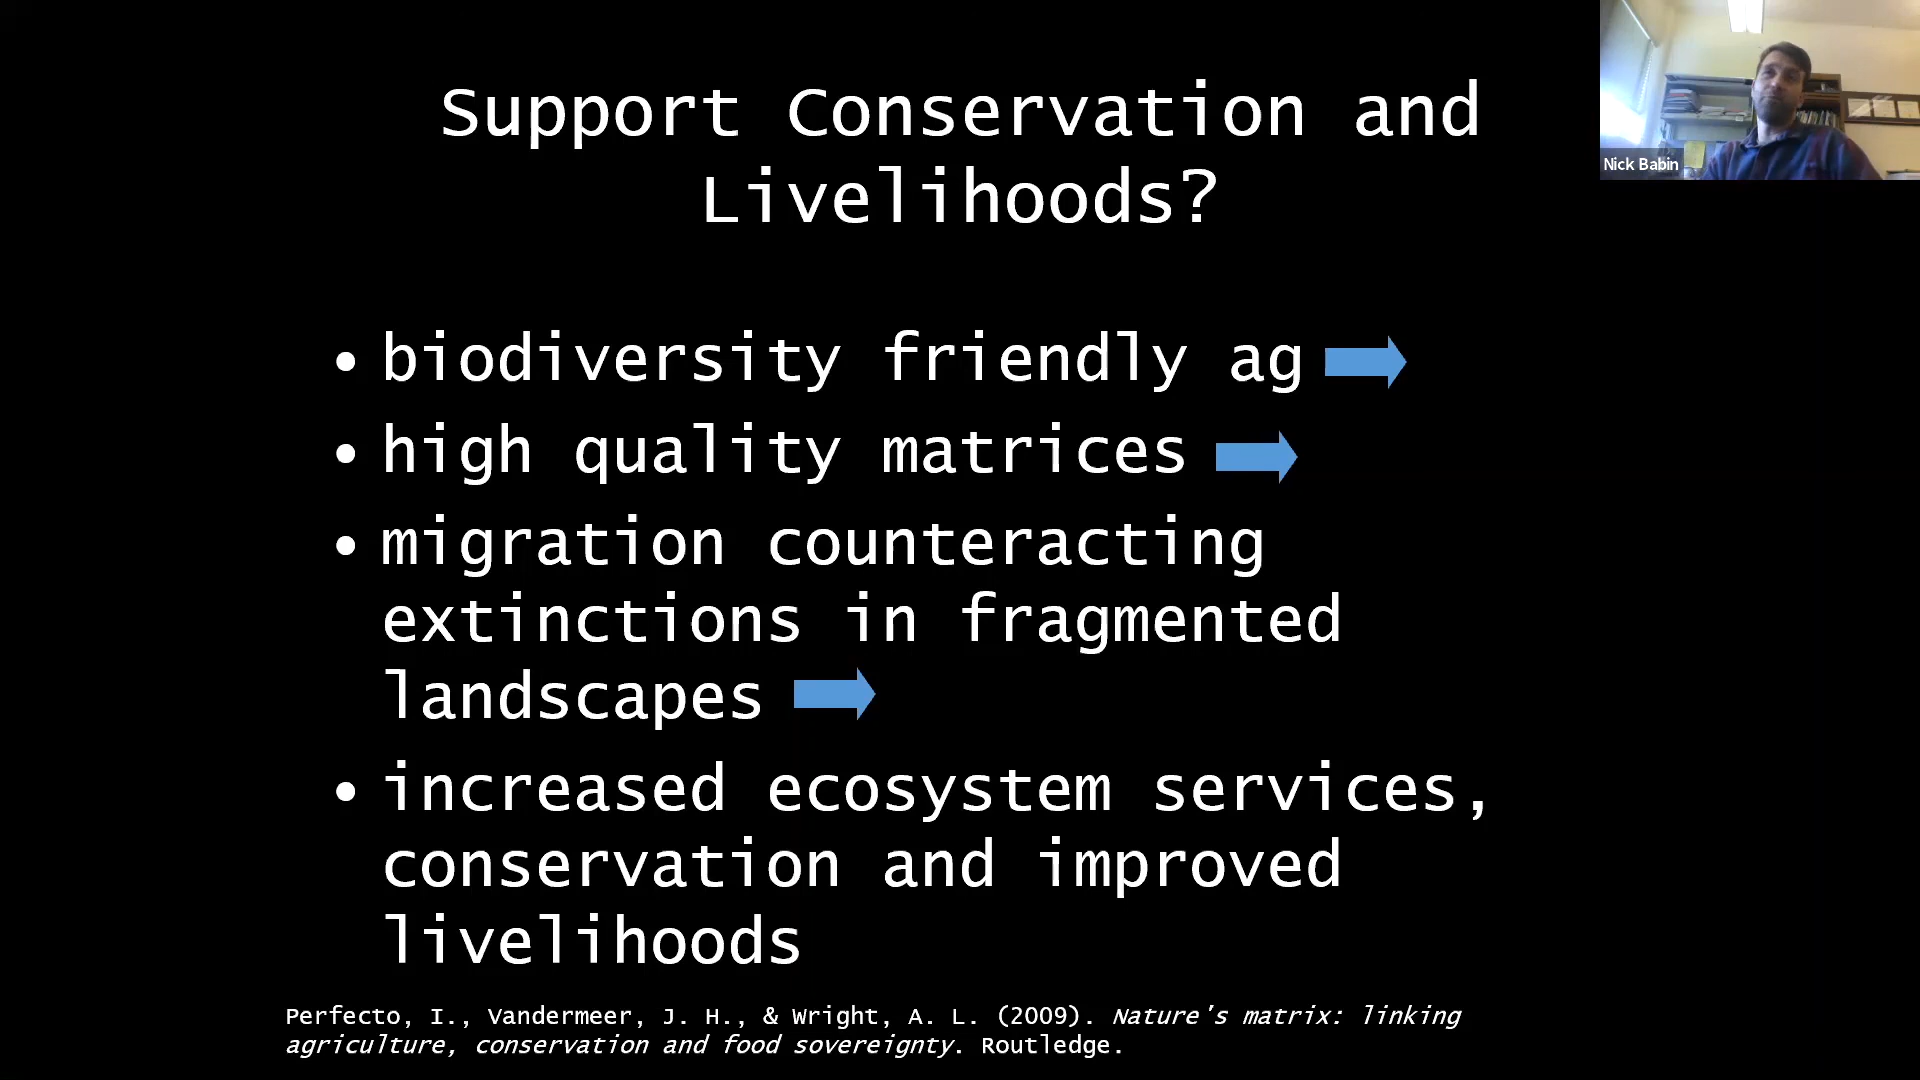 Support Conservation and
Livelihoods?
Nick Babin
• biodiversity friendly ag
• high quality matrices
• migration counteracting
extinctions in fragmented
landscapes
• increased ecosystem services,
conservation and improved
livelihoods
Perfecto, I., Vandermeer, J. H., & Wright, A. L. (2009). Nature's matrix: linking
agriculture, conservation and food sovereignty. Routledge.